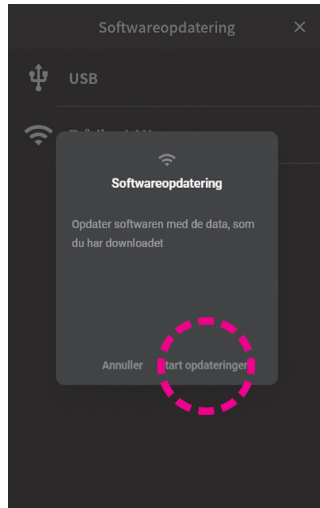 Softwareopdatering
USB
Softwareopdatering
Opdater softwaren med de data, som
du har downloadet
Annuller